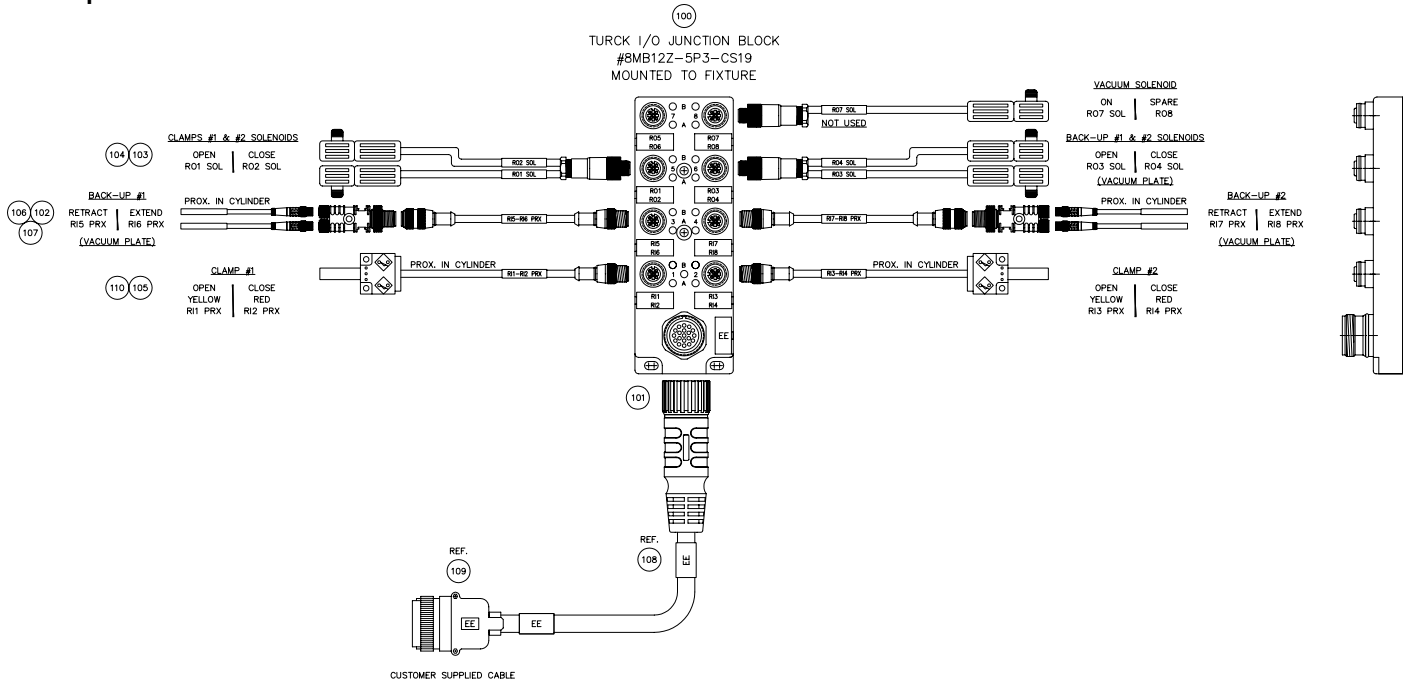 100
TURCK I/O JUNCTION BLOCK
#8MB12Z-5P3-CS19
MOUNTED TO FIXTURE
VACUUM SOLENOID
ON SPARE
RO7 SOL RO8
RO7 SOL
NOT USED
B
7 8
A
RO5 RO7
RO6 RO8
104 103
CLAMPS #1 & #2 SOLENOIDS
OPEN CLOSE
RO1 SOL RO2 SOL
RO2 SOL
RO1 SOL
B
5 6
A
RO1 RO3
RO2 RO4
RO4 SOL
RO3 SOL
BACK-UP #1 & #2 SOLENOIDS
OPEN CLOSE
RO3 SOL RO4 SOL
(VACUUM PLATE)
106 102
107
BACK-UP #1
RETRACT EXTEND
RI5 PRX RI6 PRX
(VACUUM PLATE)
PROX. IN CYLINDER
RI5-RI6 PRX
B
3 A 4
RI5 RI7
RI6 RI8
RI7-RI8 PRX
PROX. IN CYLINDER
BACK-UP #2
RETRACT EXTEND
RI7 PRX RI8 PRX
(VACUUM PLATE)
110 105
CLAMP #1
OPEN CLOSE
YELLOW RED
RI1 PRX RI2 PRX
PROX. IN CYLINDER
RI1-RI2 PRX
B B
1 2
A
RI1 RI3
RI2 RI4
PROX. IN CYLINDER
RI3-RI4 PRX
CLAMP #2
OPEN CLOSE
YELLOW RED
RI3 PRX RI4 PRX
EE
101
REF.
108
EE
REF.
109
EE
EE
CUSTOMER SUPPLIED CABLE